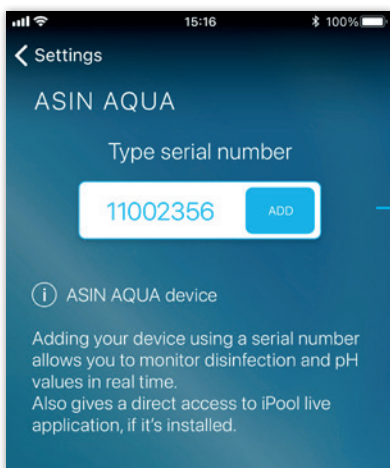 15:16 100%
Settings
ASIN AQUA
Type serial number
11002356 ADD
i ASIN AQUA device
Adding your device using a serial number
allows you to monitor disinfection and pH
values in real time.
Also gives a direct access to iPool live
application, if it's installed.